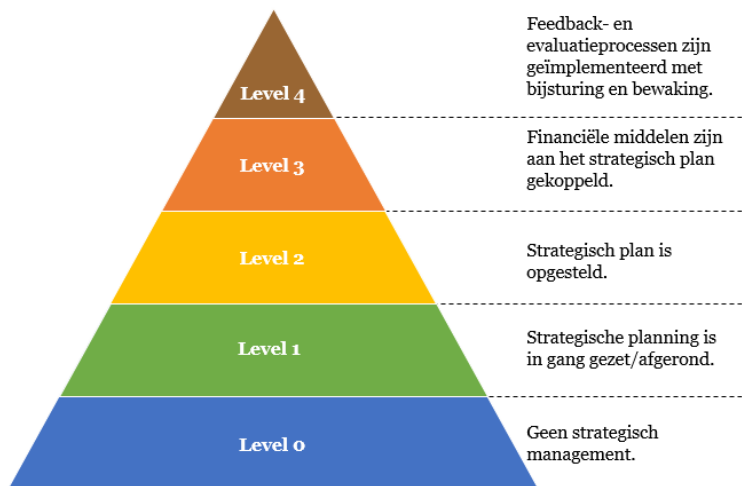 Level 4
Feedback- en
evaluatieprocessen zijn
geïmplementeerd met
bijsturing en bewaking.
Level 3
Financiële middelen zijn
aan het strategisch plan
gekoppeld.
Level 2
Strategisch plan is
opgesteld.
Level 1
Strategische planning is
in gang gezet/afgerond.
Level 0
Geen strategisch
management.